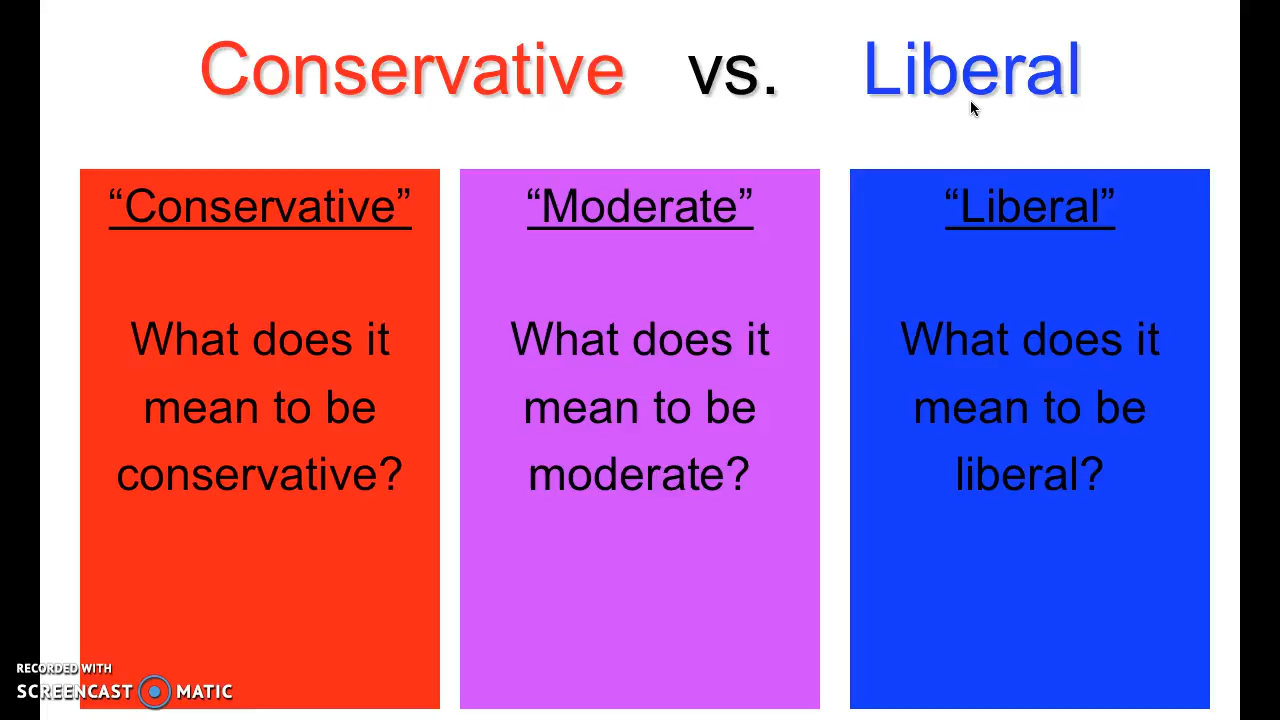 Conservative vs. Liberal
“Conservative”
What does it
mean to be
conservative?
“Moderate”
What does it
mean to be
moderate?
“Liberal”
What does it
mean to be
liberal?
RECORDED WITH
SCREENCAST MATIC